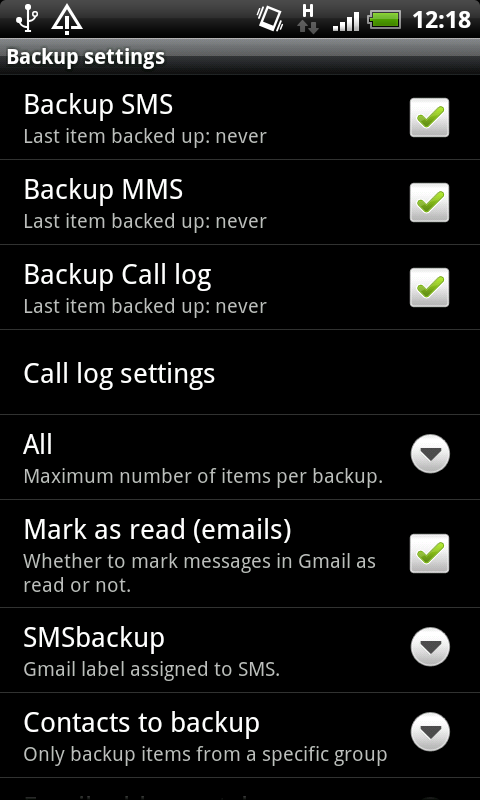 H
12:18
Backup settings
Backup SMS
Last item backed up: never
Backup MMS
Last item backed up: never
Backup Call log
Last item backed up: never
Call log settings
All
Maximum number of items per backup.
Mark as read (emails)
Whether to mark messages in Gmail as
read or not.
SMSbackup
Gmail label assigned to SMS.
Contacts to backup
Only backup items from a specific group